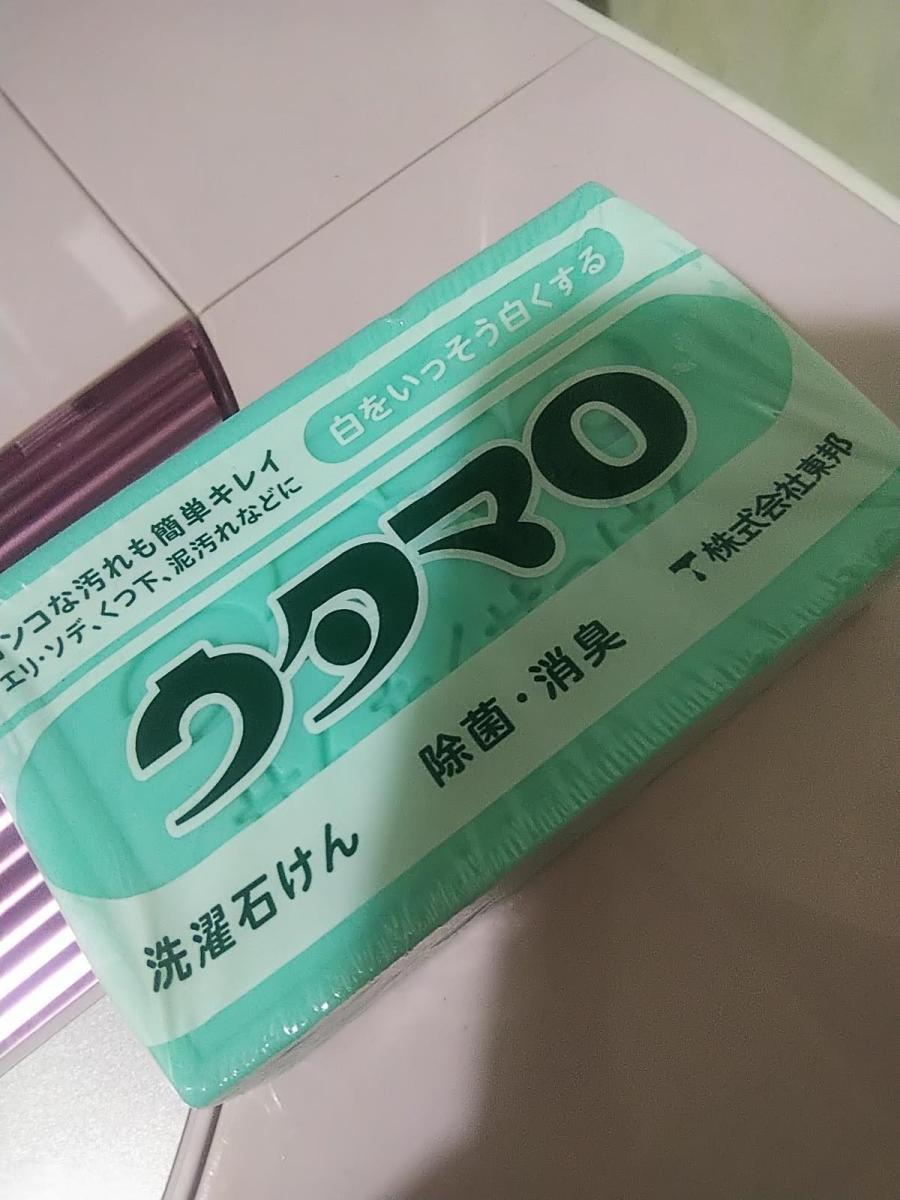 白をいっそう白くする
ンコな汚れも簡単キレイ
エリ・ソデ、くつ下、泥汚れなどに
ウタマロ
株式会社東邦
除菌・消臭
洗濯石けん